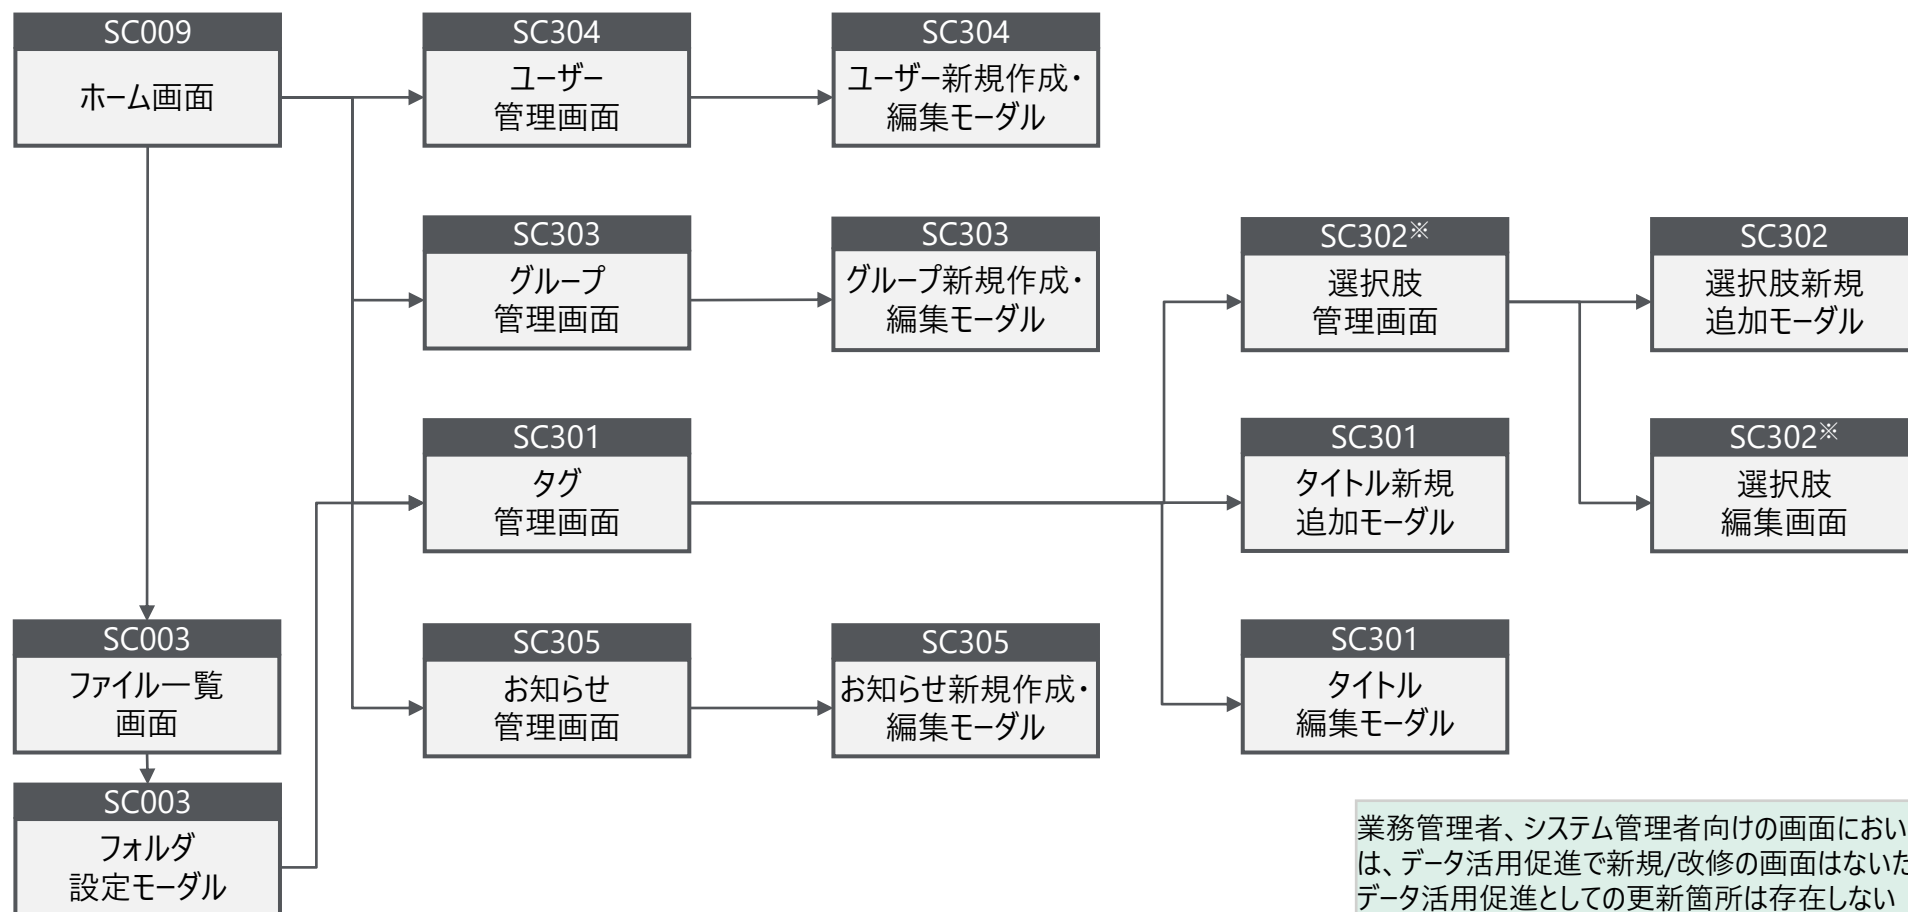 SC009
ホーム画面
SC304
ユーザー
管理画面
SC304
ユーザー新規作成・
編集モーダル
SC303
グループ
管理画面
SC303
グループ新規作成・
編集モーダル
SC302※
選択肢
管理画面
SC302
選択肢新規
追加モーダル
SC301
タグ
管理画面
SC301
タイトル新規
追加モーダル
SC302※
選択肢
編集画面
SC003
ファイル一覧
画面
SC305
お知らせ
管理画面
SC305
お知らせ新規作成・
編集モーダル
SC301
タイトル
編集モーダル
SC003
フォルダ
設定モーダル
業務管理者、システム管理者向けの画面におい
は、データ活用促進で新規/改修の画面はないた
データ活用促進としての更新箇所は存在しない